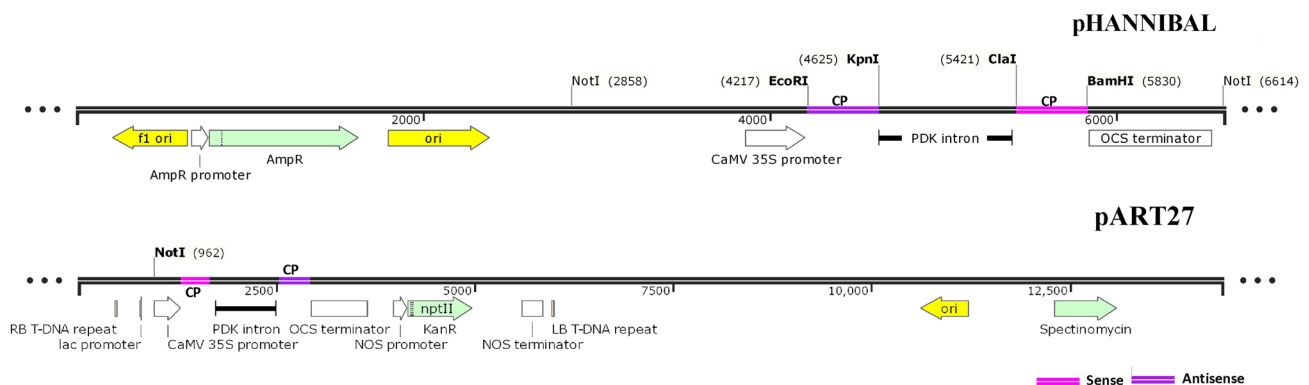 pHANNIBAL
(4625) KpnI (5421) ClaI
NotI (2858) (4217) EcoRI BamHI (5830) NotI (6614)
CP CP
2000 4000 6000
f1 ori ori
AmpR PDK intron OCS terminator
AmpR promoter CaMV 35S promoter
pART27
NotI (962)
CP
CP 2500 5000 7500 10,000 12,500
nptII ori
RB T-DNA repeat PDK intron OCS terminator KanR LB T-DNA repeat Spectinomycin
lac promoter CaMV 35S promoter NOS promoter NOS terminator
Sense Antisense